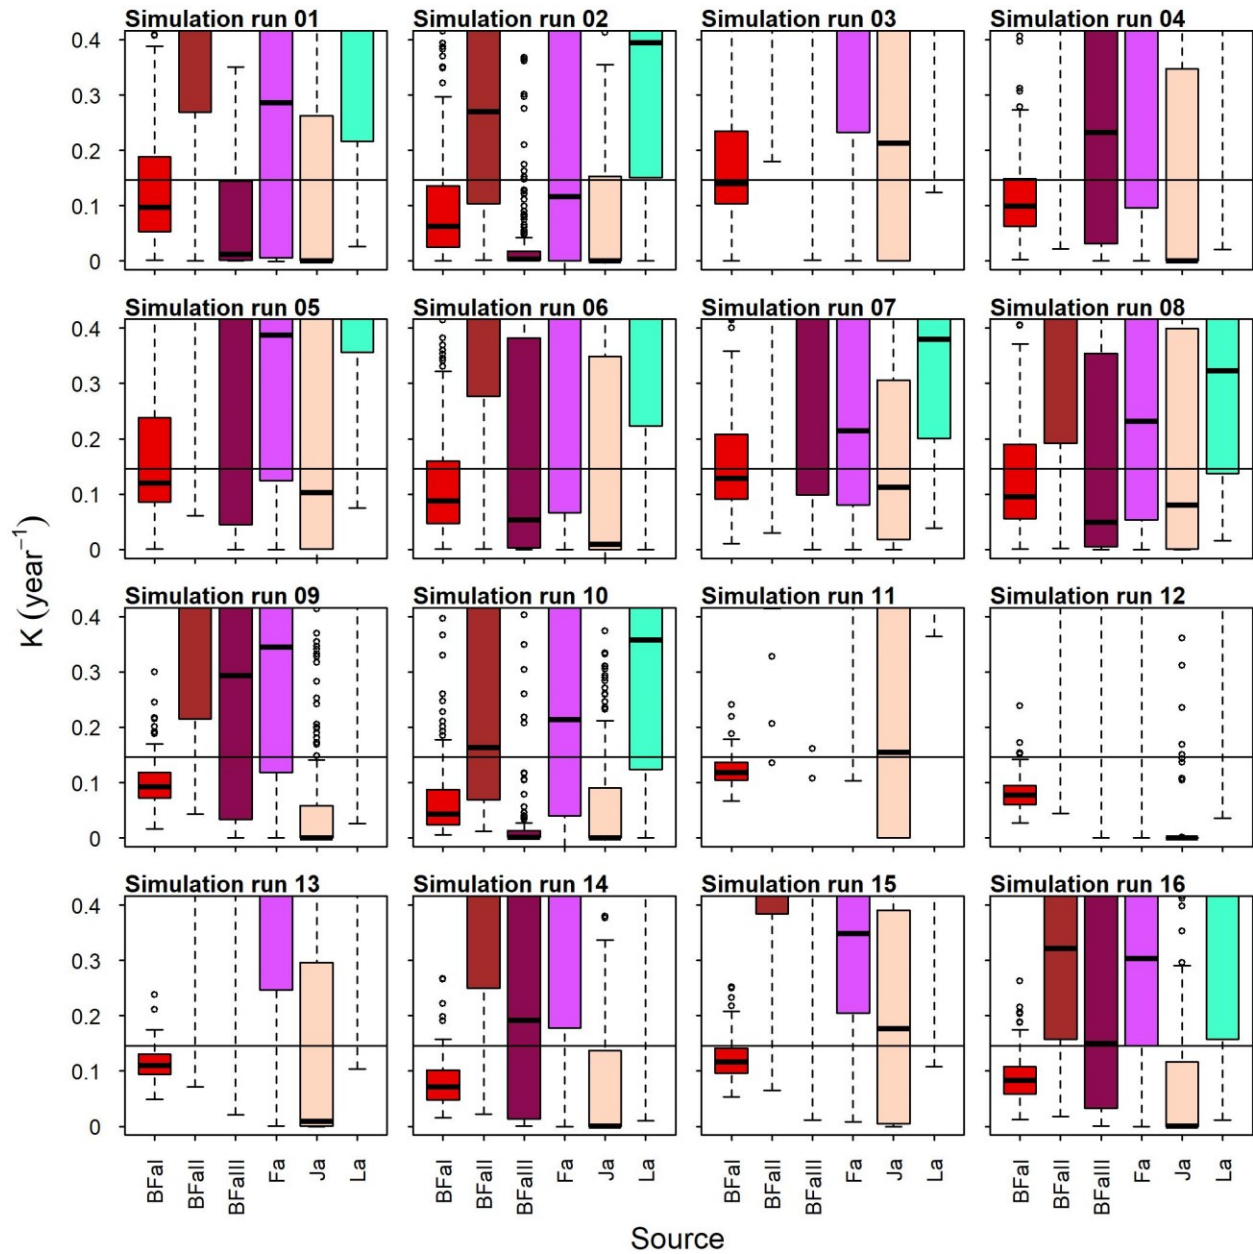 Simulation run 01 Simulation run 02 Simulation run 03 Simulation run 04
0.4
0.3
0.2
0.1
0
Simulation run 05 Simulation run 06 Simulation run 07 Simulation run 08
0.4
0.3
0.2
0.1
0
Simulation run 09 Simulation run 10 Simulation run 11 Simulation run 12
0.4
0.3
0.2
0.1
0
Simulation run 13 Simulation run 14 Simulation run 15 Simulation run 16
0.4
0.3
0.2
0.1
0
K (year⁻¹)
BFaI BFaII BFaIII Fa Ja La BFaI BFaII BFaIII Fa Ja La BFaI BFaII BFaIII Fa Ja La BFaI BFaII BFaIII Fa Ja La
Source